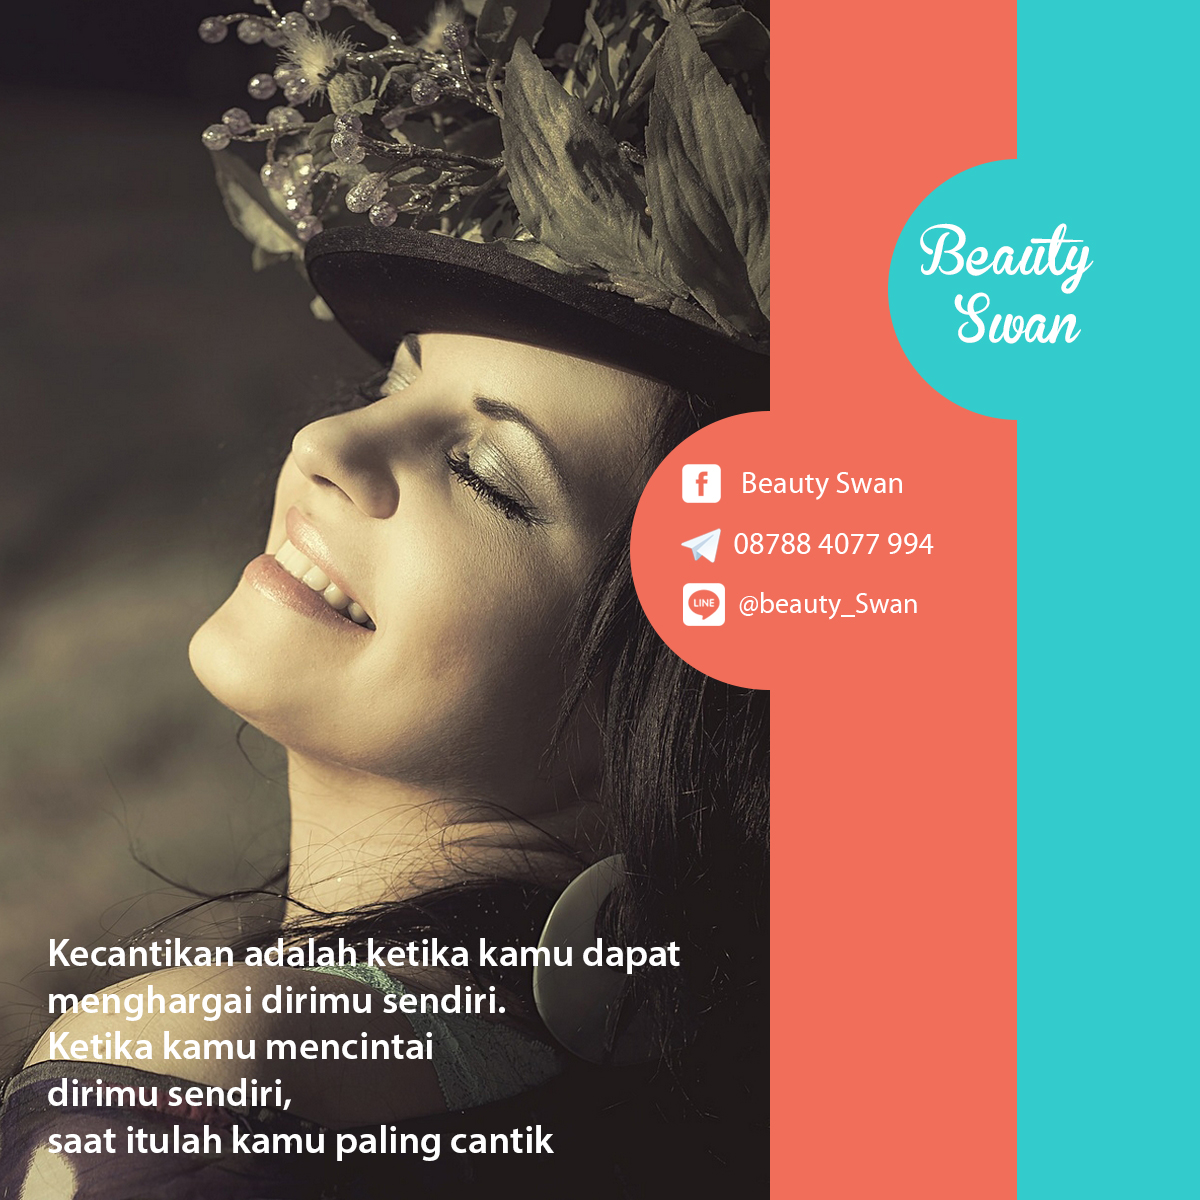 Beauty
Swan
Beauty Swan
08788 4077 994
LINE
@beauty_Swan
Kecantikan adalah ketika kamu dapat
menghargai dirimu sendiri.
Ketika kamu mencintai
dirimu sendiri,
saat itulah kamu paling cantik